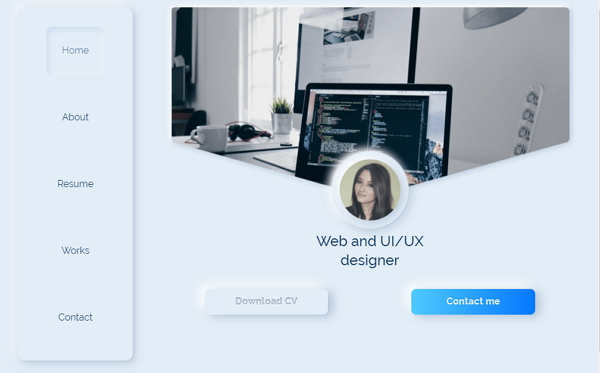 Home
About
Resume
Works
Contact
Web and UI/UX
designer
Download CV
Contact me